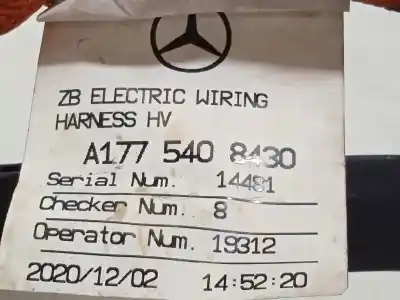 ZB ELECTRIC WIRING
HARNESS HV
A177 540 8430
Serial Num. 14481
Checker Num. 8
Operator Num. 19312
2020/12/02 14:52:20